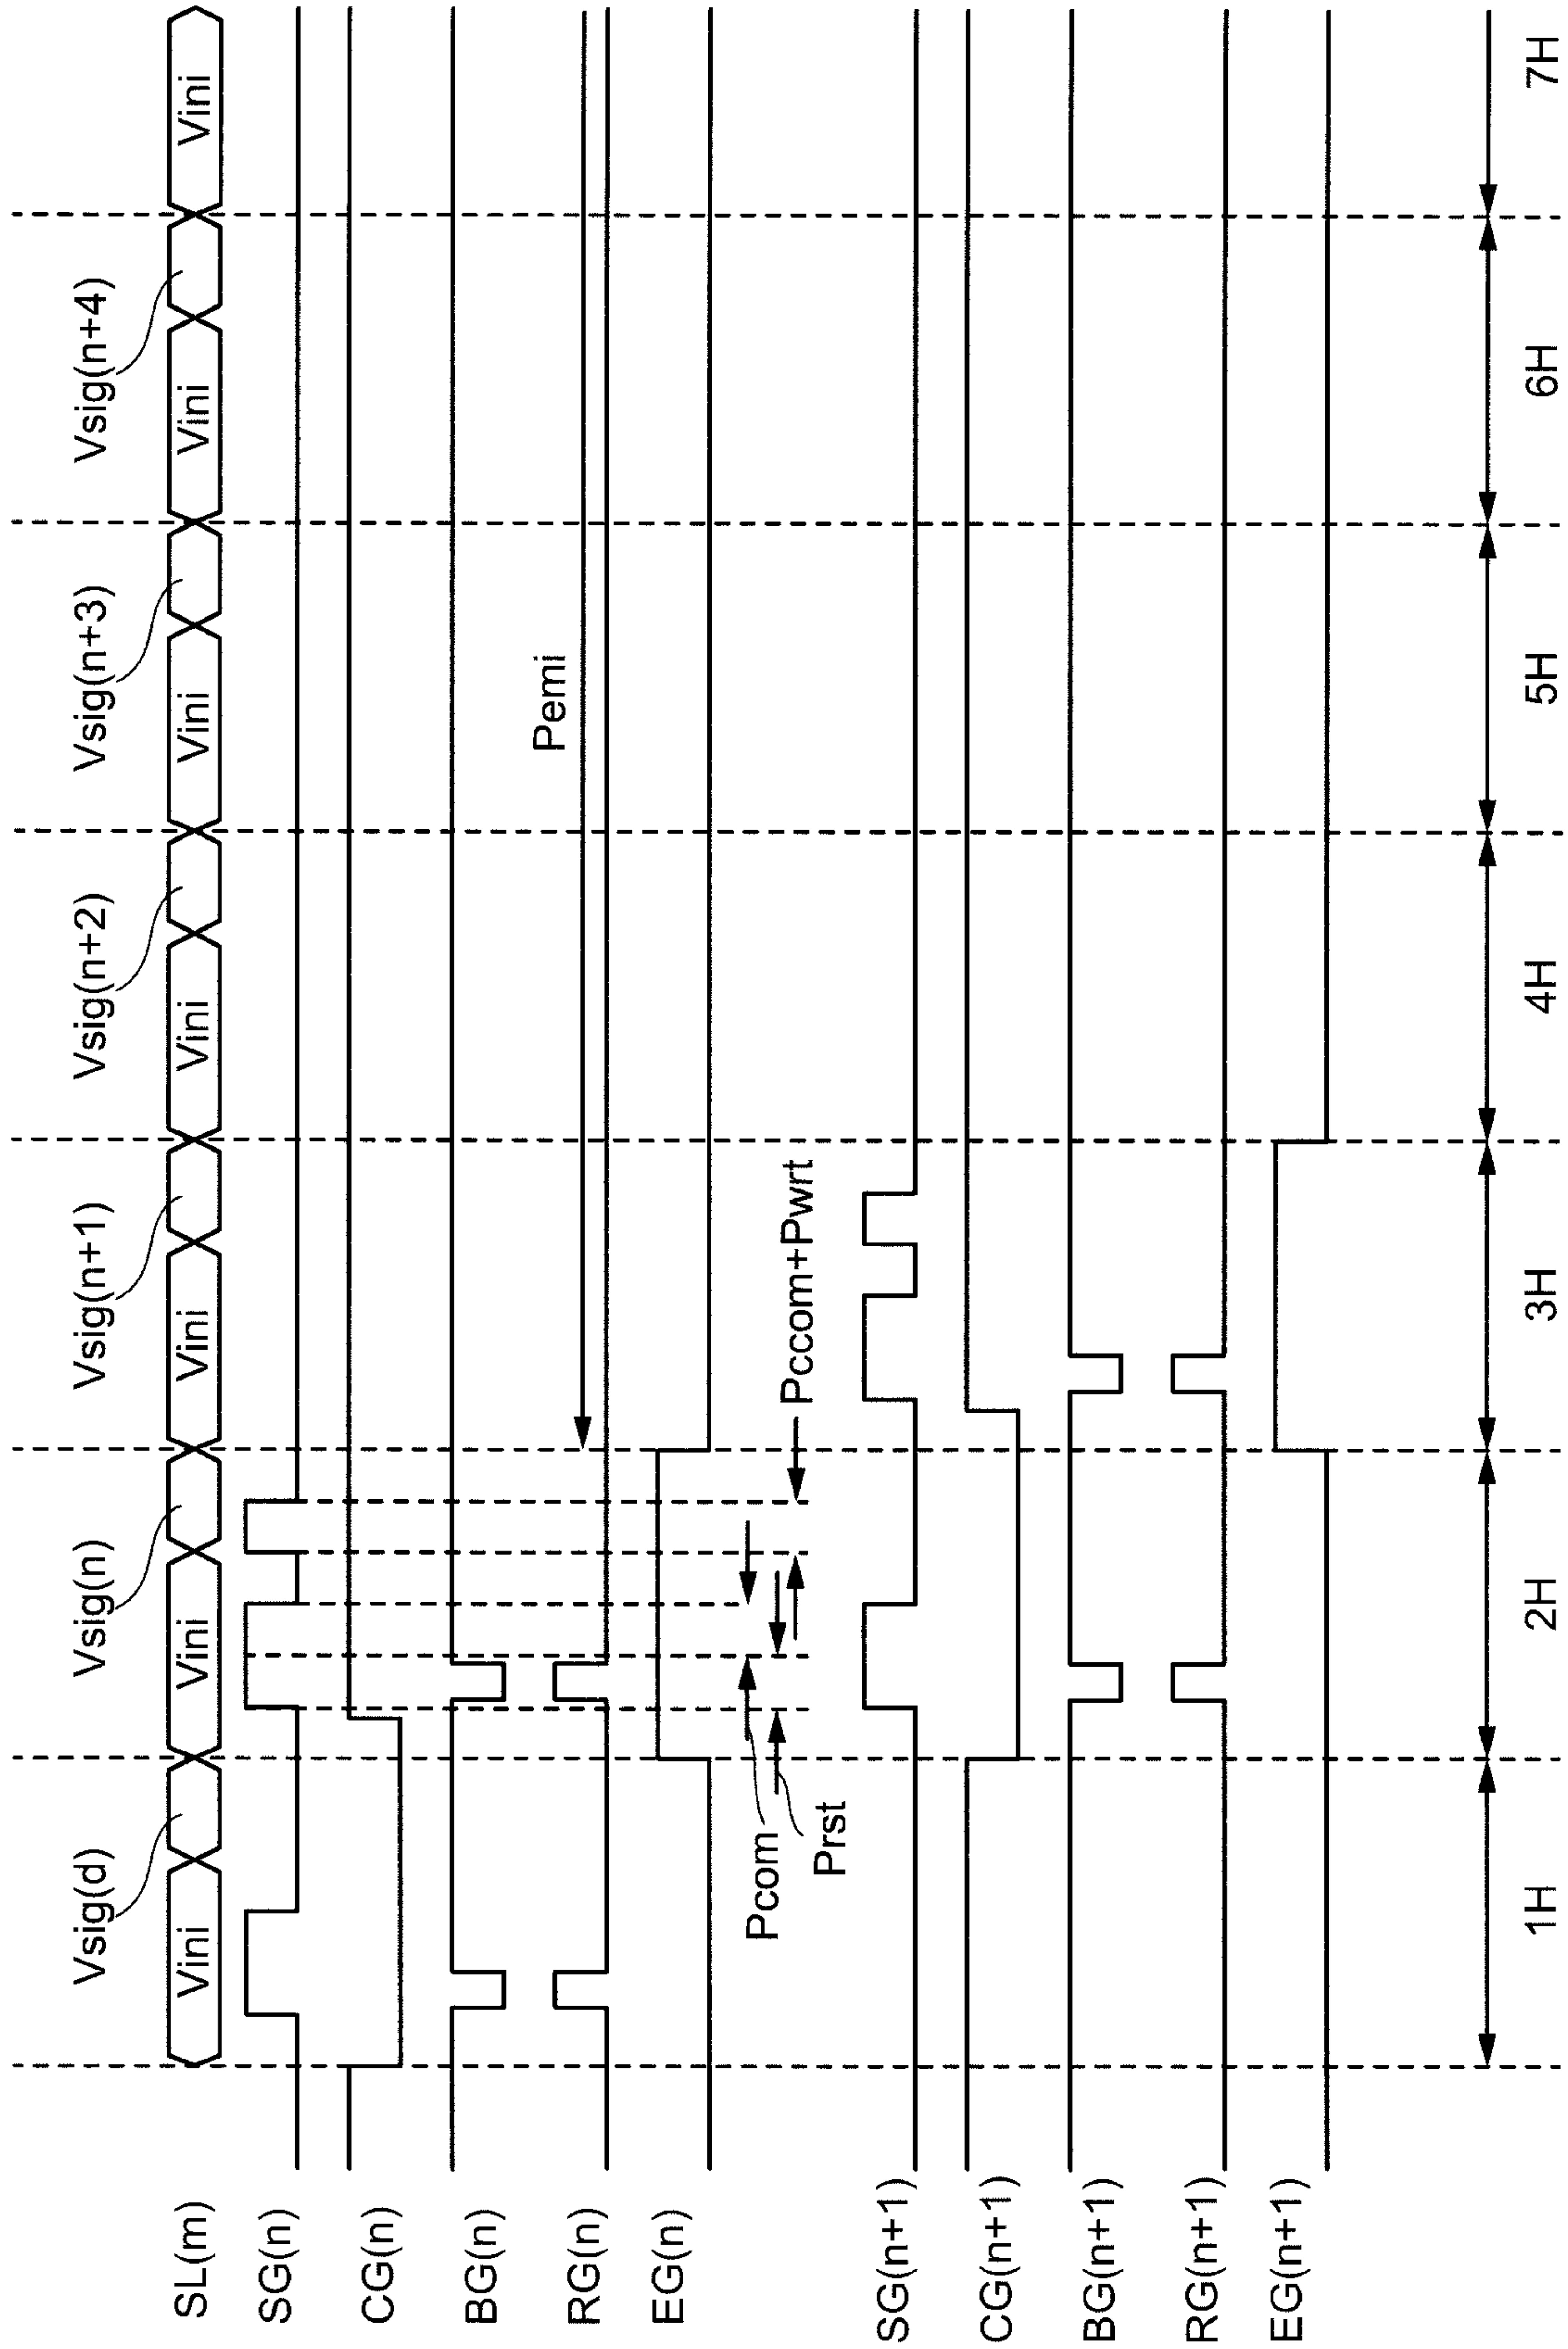 Vsig(d) Vsig(n) Vsig(n+1) Vsig(n+2) Vsig(n+3) Vsig(n+4)
SL(m) Vini Vini Vini Vini Vini Vini Vini
SG(n)
CG(n)
BG(n)
Pemi
RG(n)
EG(n)
Pcom
Pccom+Pwrt
Prst
SG(n+1)
CG(n+1)
BG(n+1)
RG(n+1)
EG(n+1)
1H 2H 3H 4H 5H 6H 7H